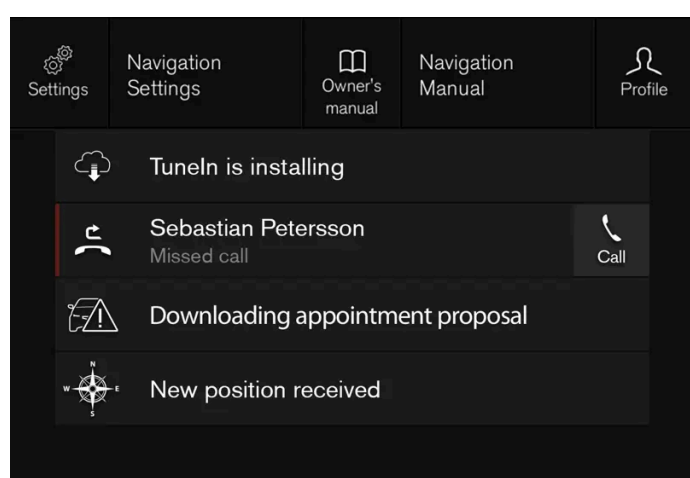 Settings
Navigation
Settings
Owner's
manual
Navigation
Manual
Profile
TuneIn is installing
Sebastian Petersson
Missed call
Call
Downloading appointment proposal
N
W
E
S
New position received